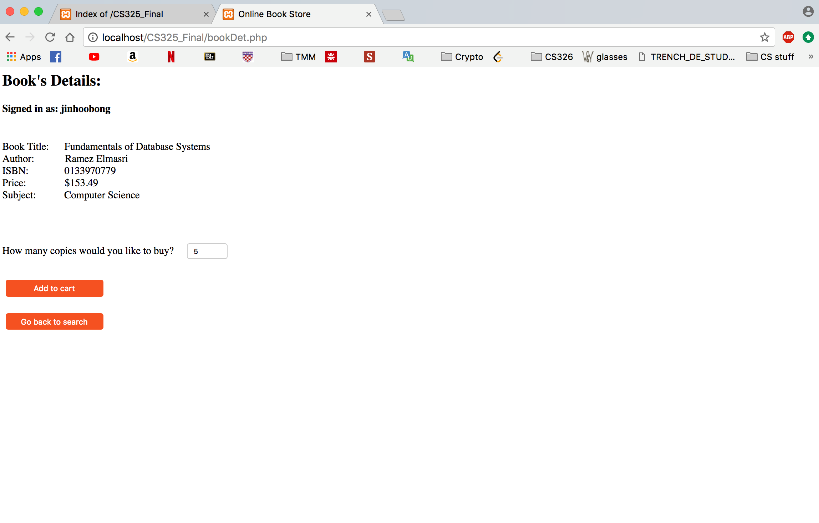 Index of /CS325_Final
Online Book Store
localhost/CS325_Final/bookDet.php
ABP
Apps
TMM
Crypto
CS326
glasses
TRENCH_DE_STUD...
CS stuff
»
Book's Details:
Signed in as: jinhoobong
Book Title: Fundamentals of Database Systems
Author: Ramez Elmasri
ISBN: 0133970779
Price: $153.49
Subject: Computer Science
How many copies would you like to buy? 5
Add to cart
Go back to search